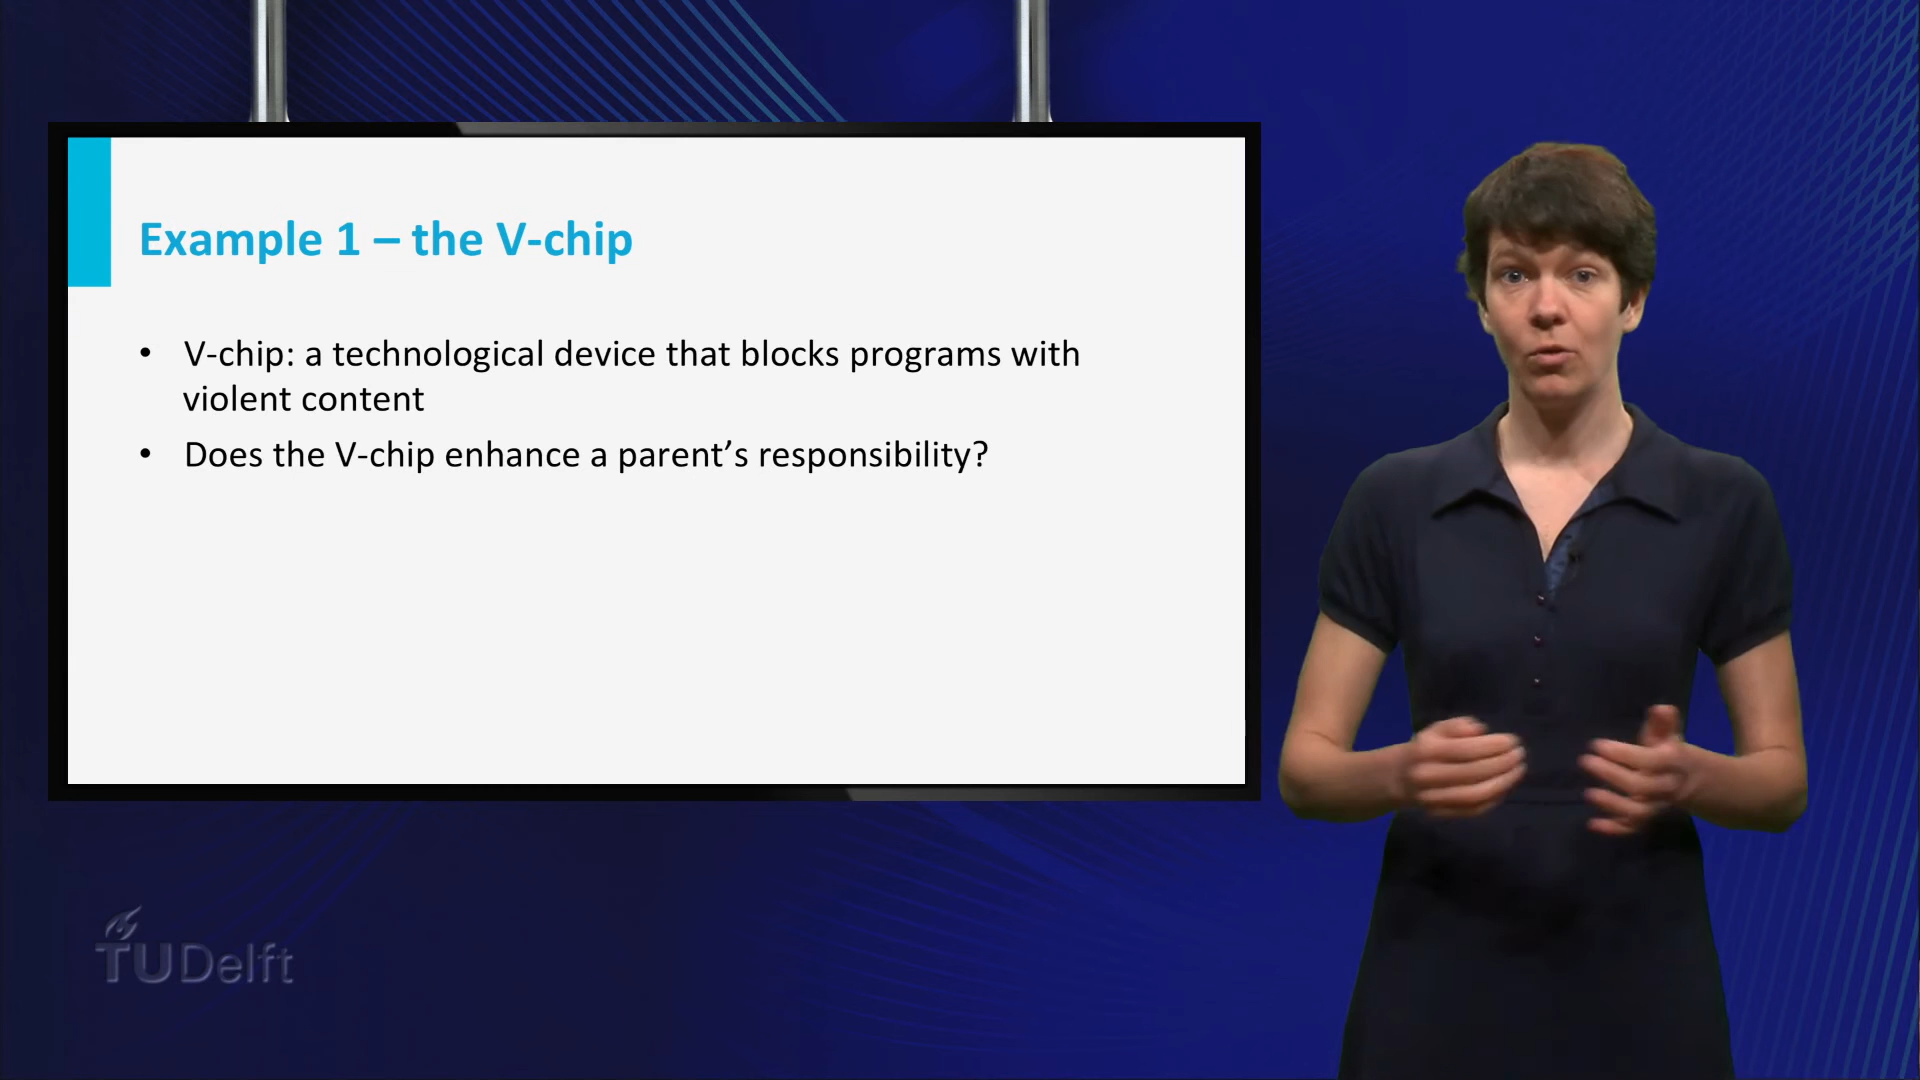 Example 1 – the V-chip
• V-chip: a technological device that blocks programs with
violent content
• Does the V-chip enhance a parent’s responsibility?
TUDelft